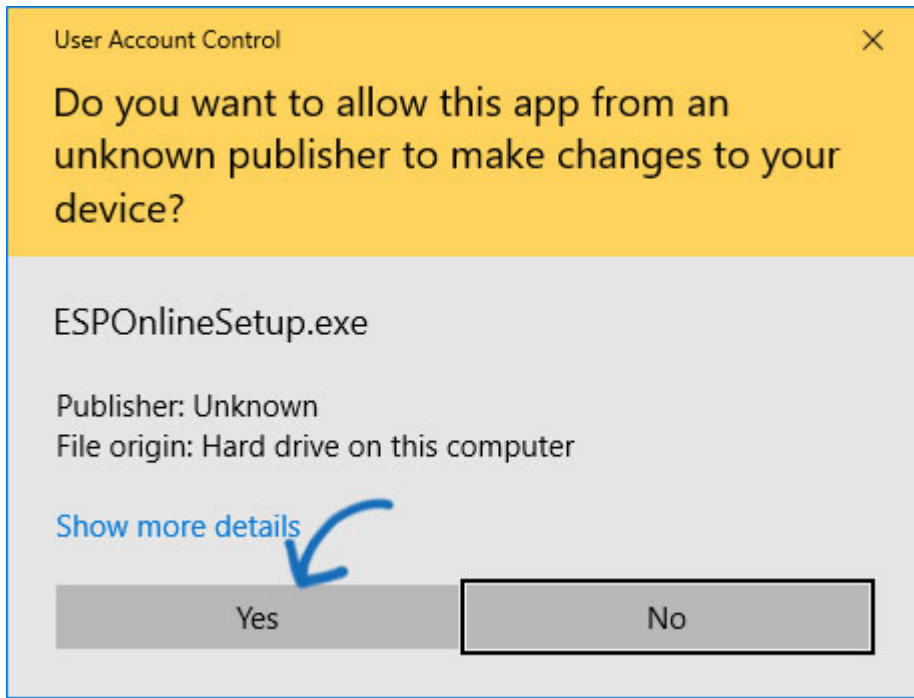 User Account Control
Do you want to allow this app from an
unknown publisher to make changes to your
device?
ESPOnlineSetup.exe
Publisher: Unknown
File origin: Hard drive on this computer
Show more details
Yes
No